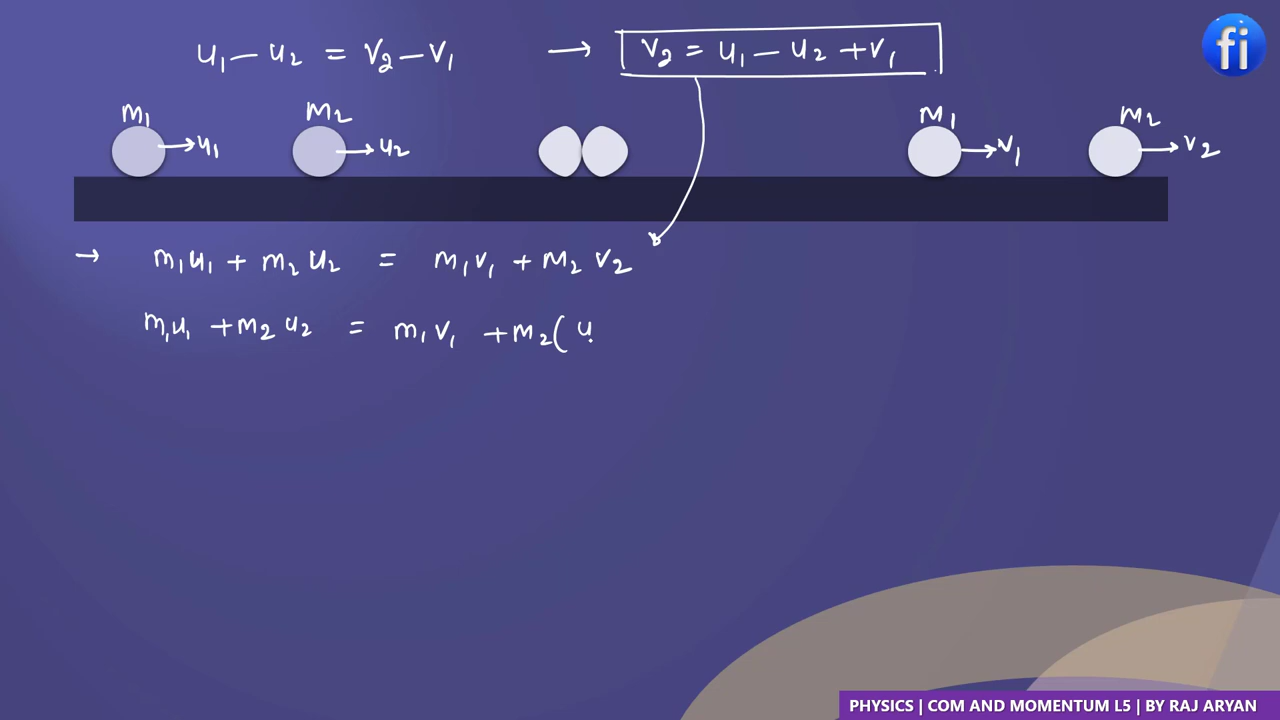 u₁ − u₂ = v₂ − v₁ → v₂ = u₁ − u₂ + v₁
fi
m₁ m₂ m₁ m₂
u₁ u₂ v₁ v₂
→ m₁u₁ + m₂u₂ = m₁v₁ + m₂v₂
m₁u₁ + m₂u₂ = m₁v₁ + m₂(u
PHYSICS | COM AND MOMENTUM L5 | BY RAJ ARYAN